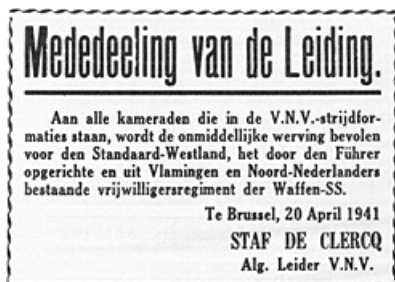 Mededeeling van de Leiding.
Aan alle kameraden die in de V.N.V.-strijdfor-
maties staan, wordt de onmiddellijke werving bevolen
voor den Standaard-Westland, het door den Führer
opgerichte en uit Vlamingen en Noord-Nederlanders
bestaande vrijwilligersregiment der Waffen-SS.
Te Brussel, 20 April 1941
STAF DE CLERCQ
Alg. Leider V.N.V.